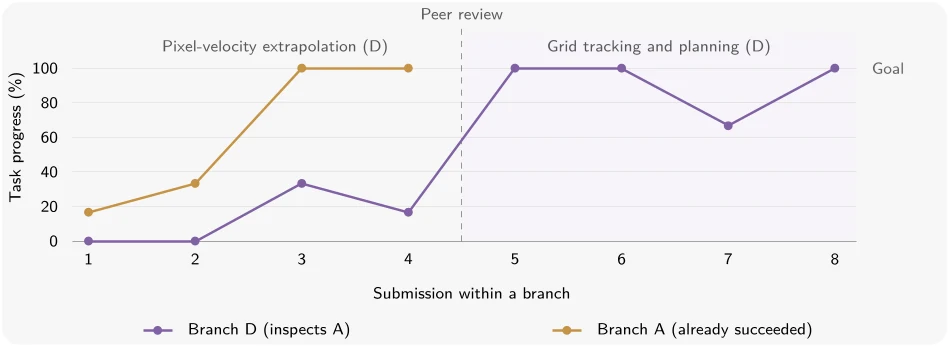 Peer review
Pixel-velocity extrapolation (D)
Grid tracking and planning (D)
Goal
Task progress (%)
100
80
60
40
20
0
1 2 3 4 5 6 7 8
Submission within a branch
Branch D (inspects A)
Branch A (already succeeded)